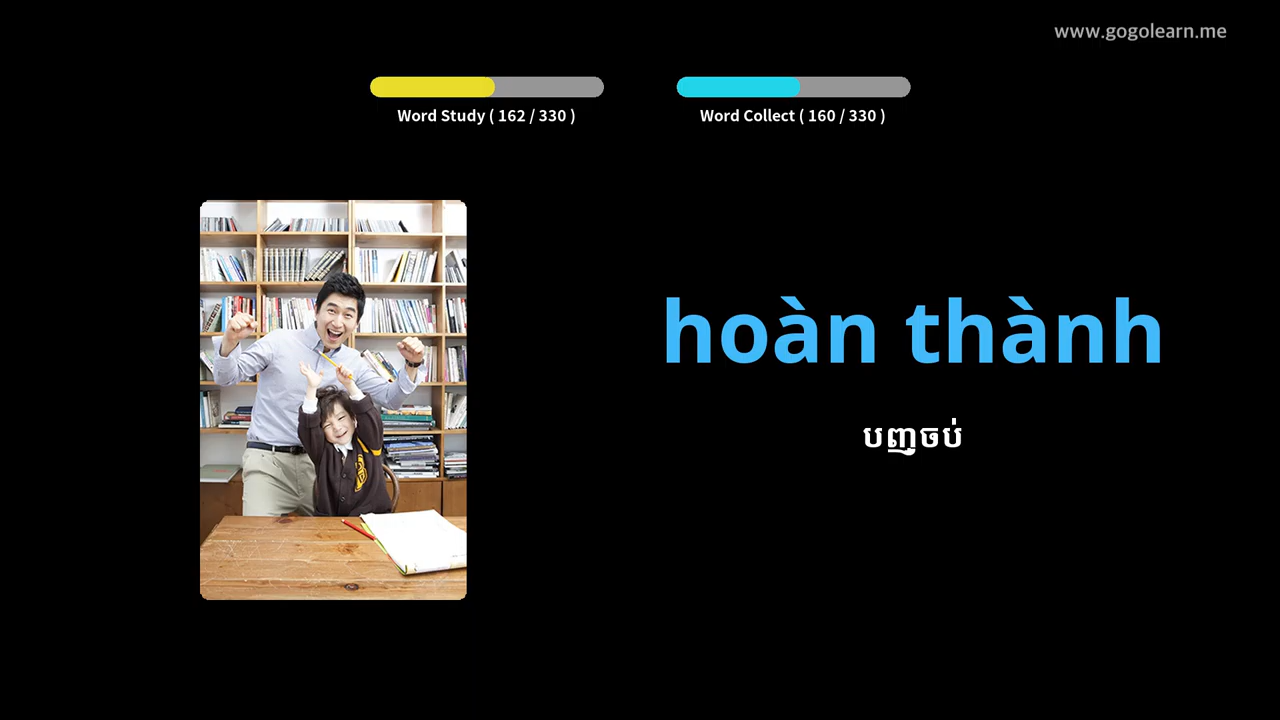 www.gogolearn.me
Word Study ( 162 / 330 )
Word Collect ( 160 / 330 )
hoàn thành
បញ្ចប់